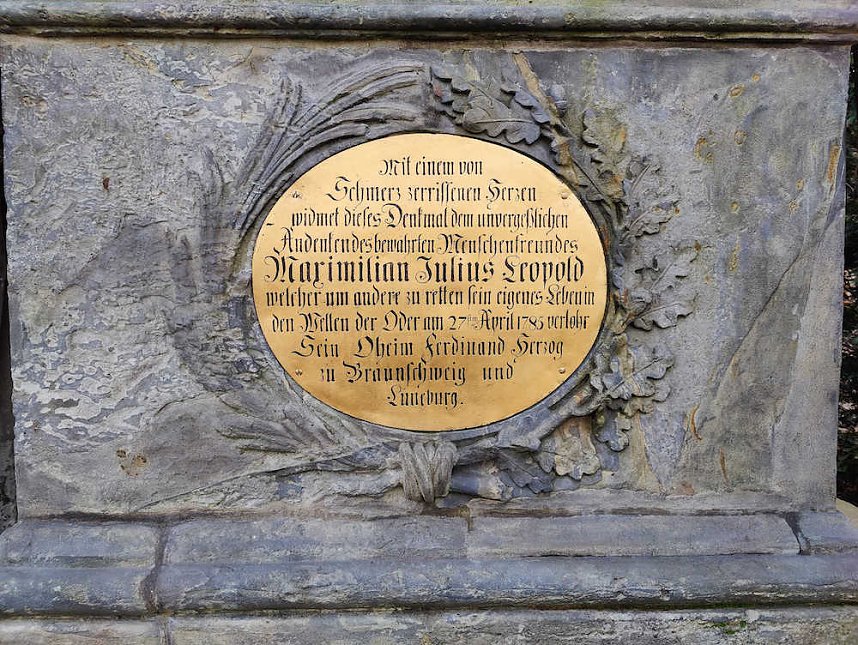 Mit einem von
Schmerz zerrissenen Herzen
widmet dieses Denkmal dem unvergeßlichen
Andenken des bewährten Menschenfreundes
Maximilian Julius Leopold
welcher um andere zu retten sein eigenes Leben in
den Wellen der Oder am 27ten April 1785 verlohr
Sein Oheim Ferdinand Herzog
zu Braunschweig und
Lüneburg.